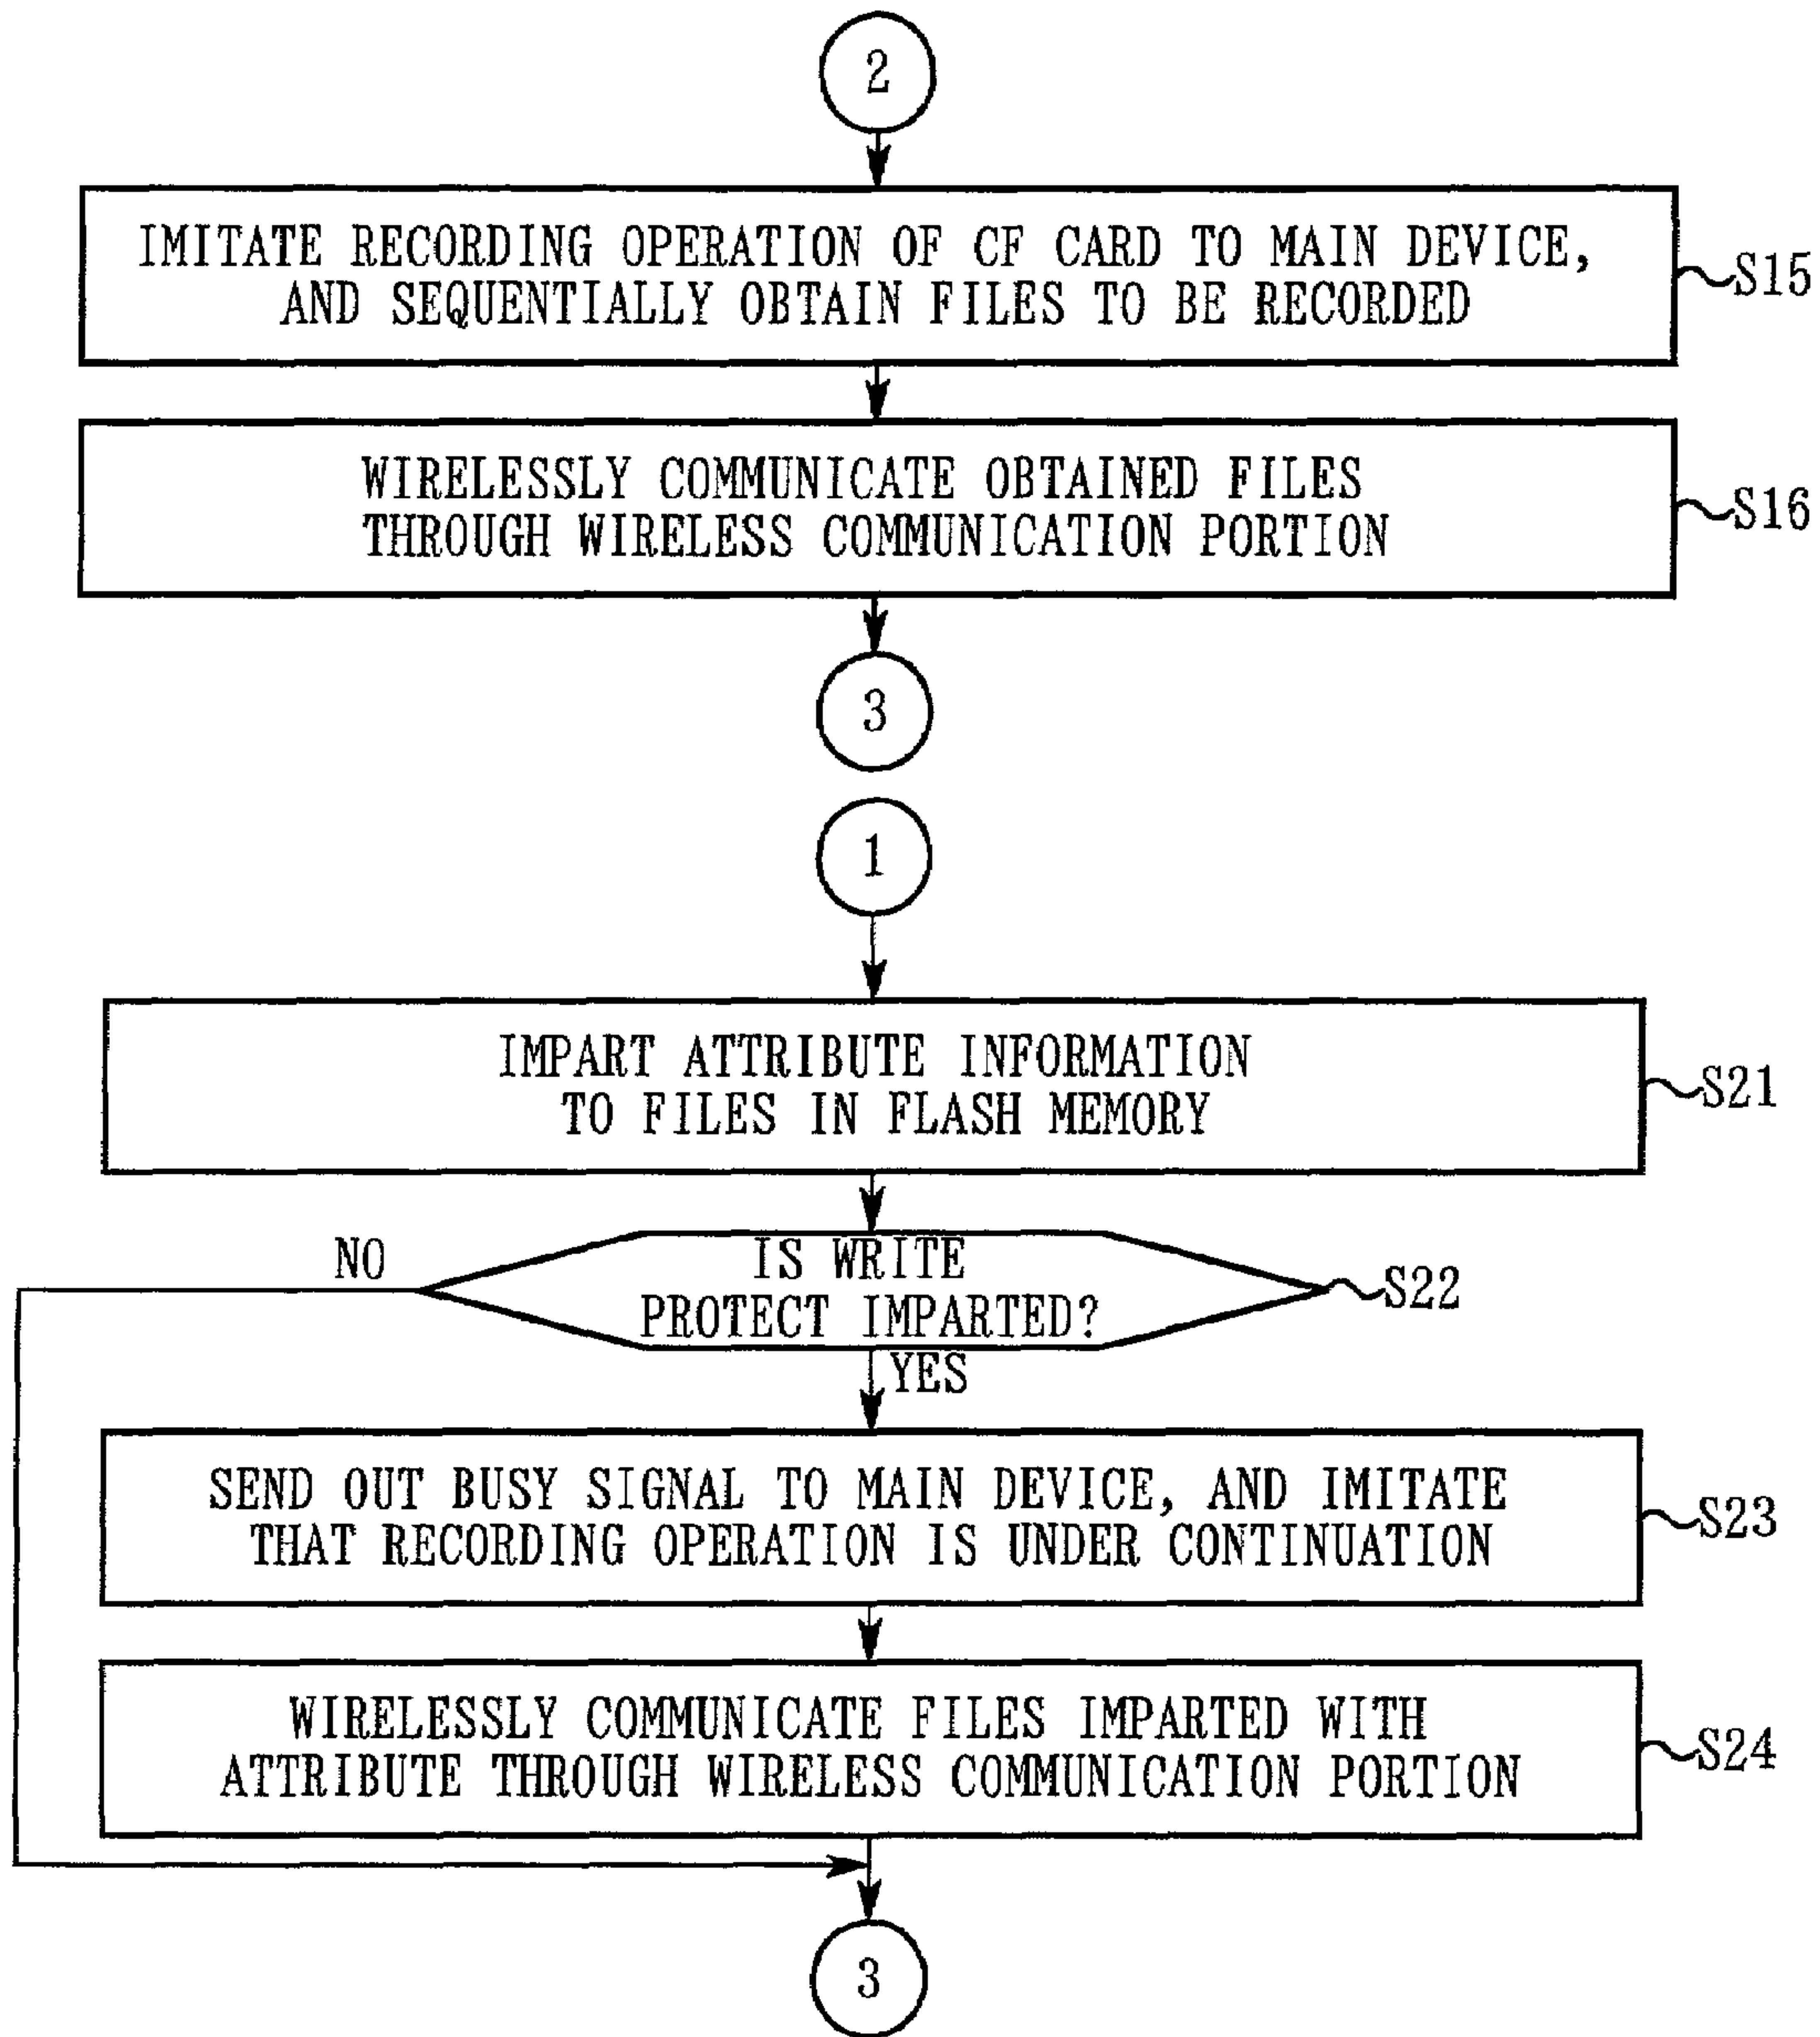 2
IMITATE RECORDING OPERATION OF CF CARD TO MAIN DEVICE,
AND SEQUENTIALLY OBTAIN FILES TO BE RECORDED
S15
WIRELESSLY COMMUNICATE OBTAINED FILES
THROUGH WIRELESS COMMUNICATION PORTION
S16
3
1
IMPART ATTRIBUTE INFORMATION
TO FILES IN FLASH MEMORY
S21
NO
IS WRITE
PROTECT IMPARTED?
S22
YES
SEND OUT BUSY SIGNAL TO MAIN DEVICE, AND IMITATE
THAT RECORDING OPERATION IS UNDER CONTINUATION
S23
WIRELESSLY COMMUNICATE FILES IMPARTED WITH
ATTRIBUTE THROUGH WIRELESS COMMUNICATION PORTION
S24
3